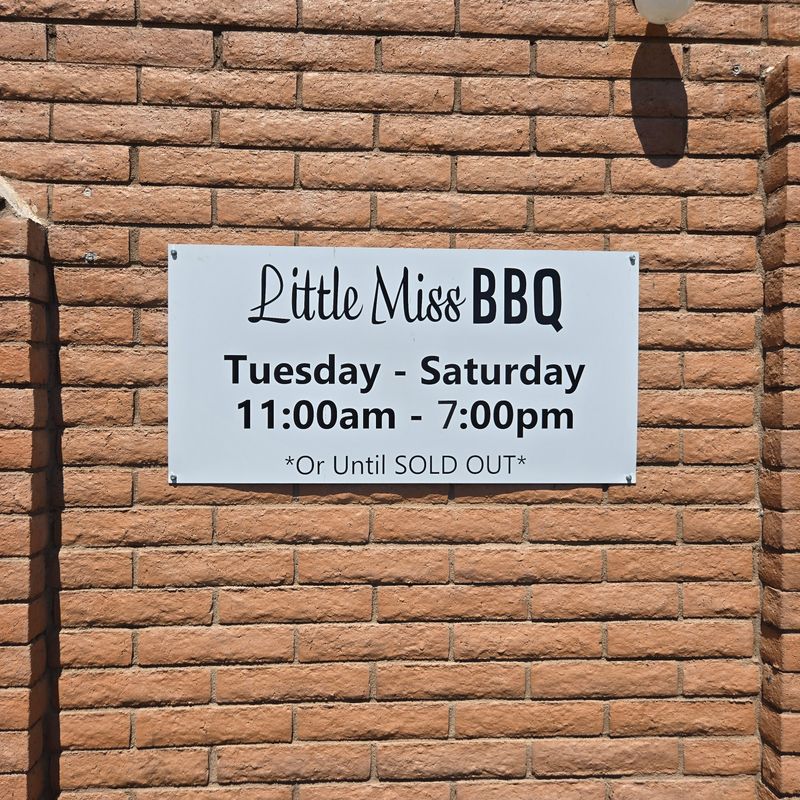 Little Miss BBQ
Tuesday - Saturday
11:00am - 7:00pm
*Or Until SOLD OUT*